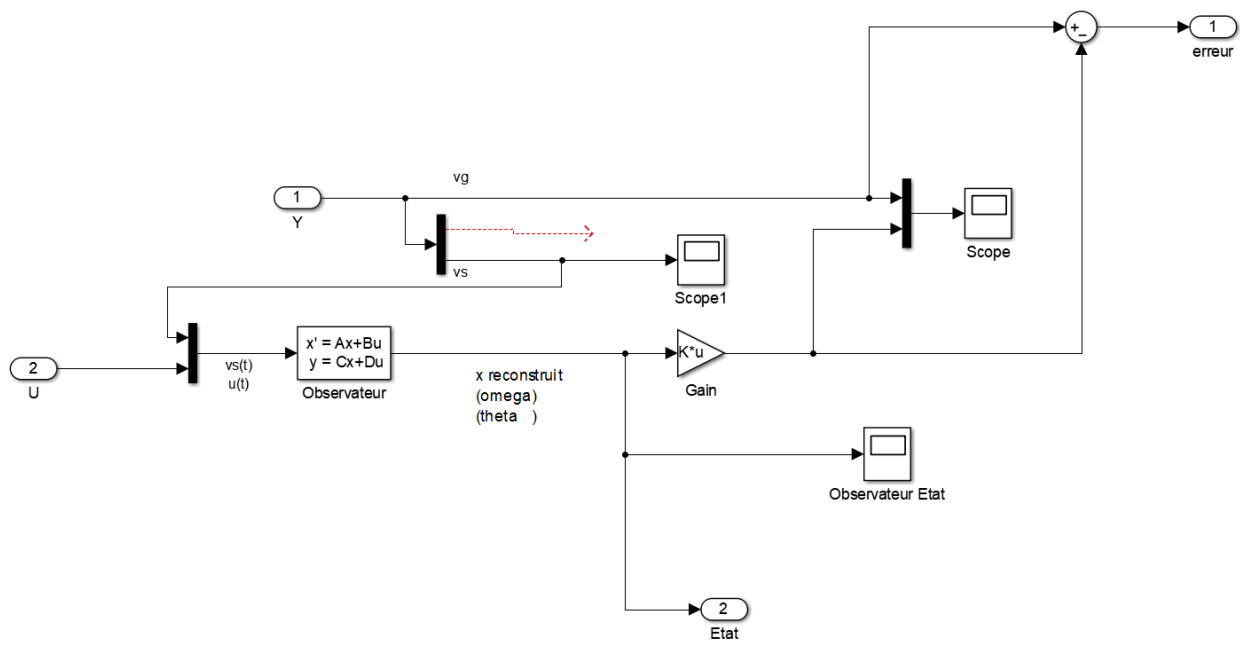 1
erreur
+
-
vg
1
Y
vs
Scope
Scope1
x' = Ax+Bu
y = Cx+Du
K*u
2
U
vs(t)
u(t)
Observateur
x reconstruit
(omega)
(theta )
Gain
Observateur Etat
2
Etat